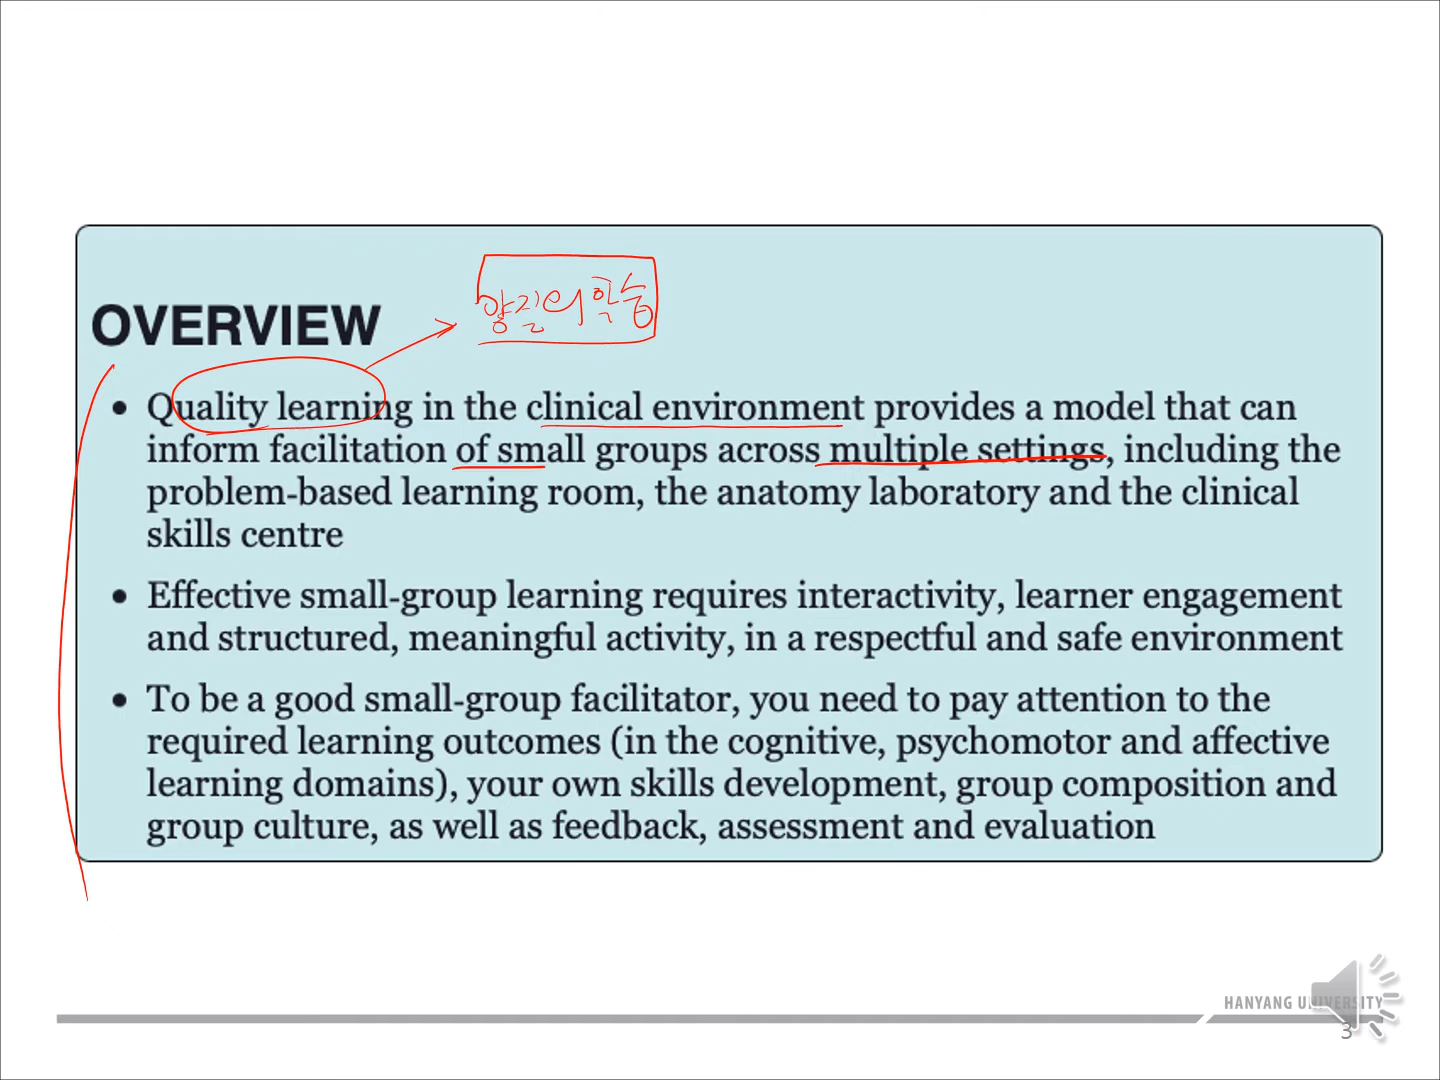 양질의 학습
OVERVIEW
• Quality learning in the clinical environment provides a model that can
inform facilitation of small groups across multiple settings, including the
problem-based learning room, the anatomy laboratory and the clinical
skills centre
• Effective small-group learning requires interactivity, learner engagement
and structured, meaningful activity, in a respectful and safe environment
• To be a good small-group facilitator, you need to pay attention to the
required learning outcomes (in the cognitive, psychomotor and affective
learning domains), your own skills development, group composition and
group culture, as well as feedback, assessment and evaluation
HANYANG UNIVERSITY
3